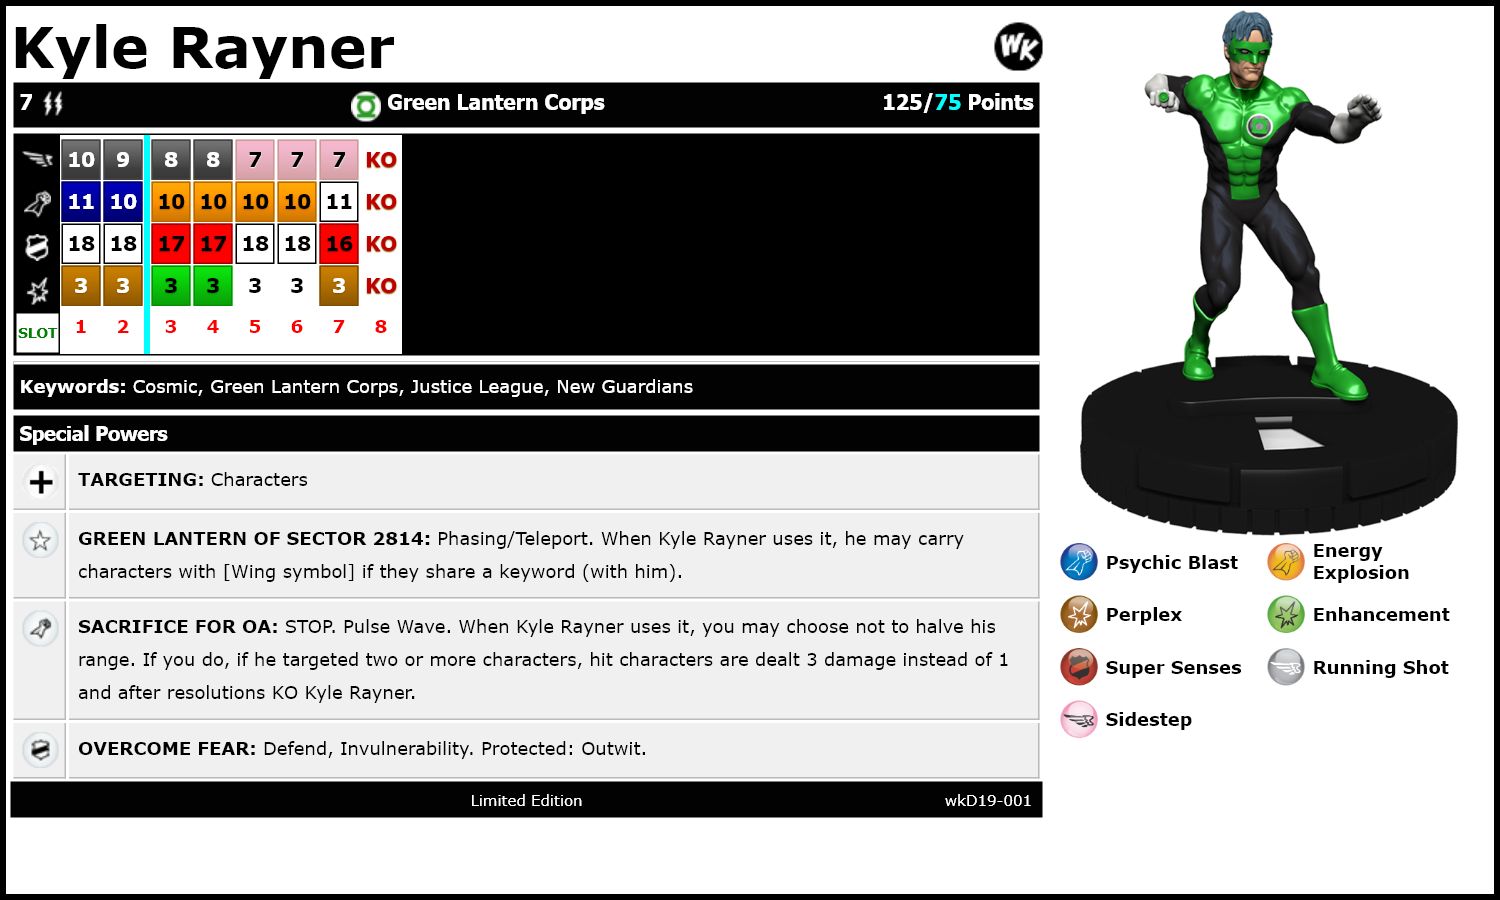 Kyle Rayner
WK
7 Green Lantern Corps 125/75 Points
10 9 8 8 7 7 7 KO
11 10 10 10 10 10 11 KO
18 18 17 17 18 18 16 KO
3 3 3 3 3 3 3 KO
SLOT 1 2 3 4 5 6 7 8
Keywords: Cosmic, Green Lantern Corps, Justice League, New Guardians
Special Powers
TARGETING: Characters
GREEN LANTERN OF SECTOR 2814: Phasing/Teleport. When Kyle Rayner uses it, he may carry
characters with [Wing symbol] if they share a keyword (with him).
SACRIFICE FOR OA: STOP. Pulse Wave. When Kyle Rayner uses it, you may choose not to halve his
range. If you do, if he targeted two or more characters, hit characters are dealt 3 damage instead of 1
and after resolutions KO Kyle Rayner.
OVERCOME FEAR: Defend, Invulnerability. Protected: Outwit.
Limited Edition wkD19-001
Psychic Blast
Energy
Explosion
Perplex
Enhancement
Super Senses
Running Shot
Sidestep